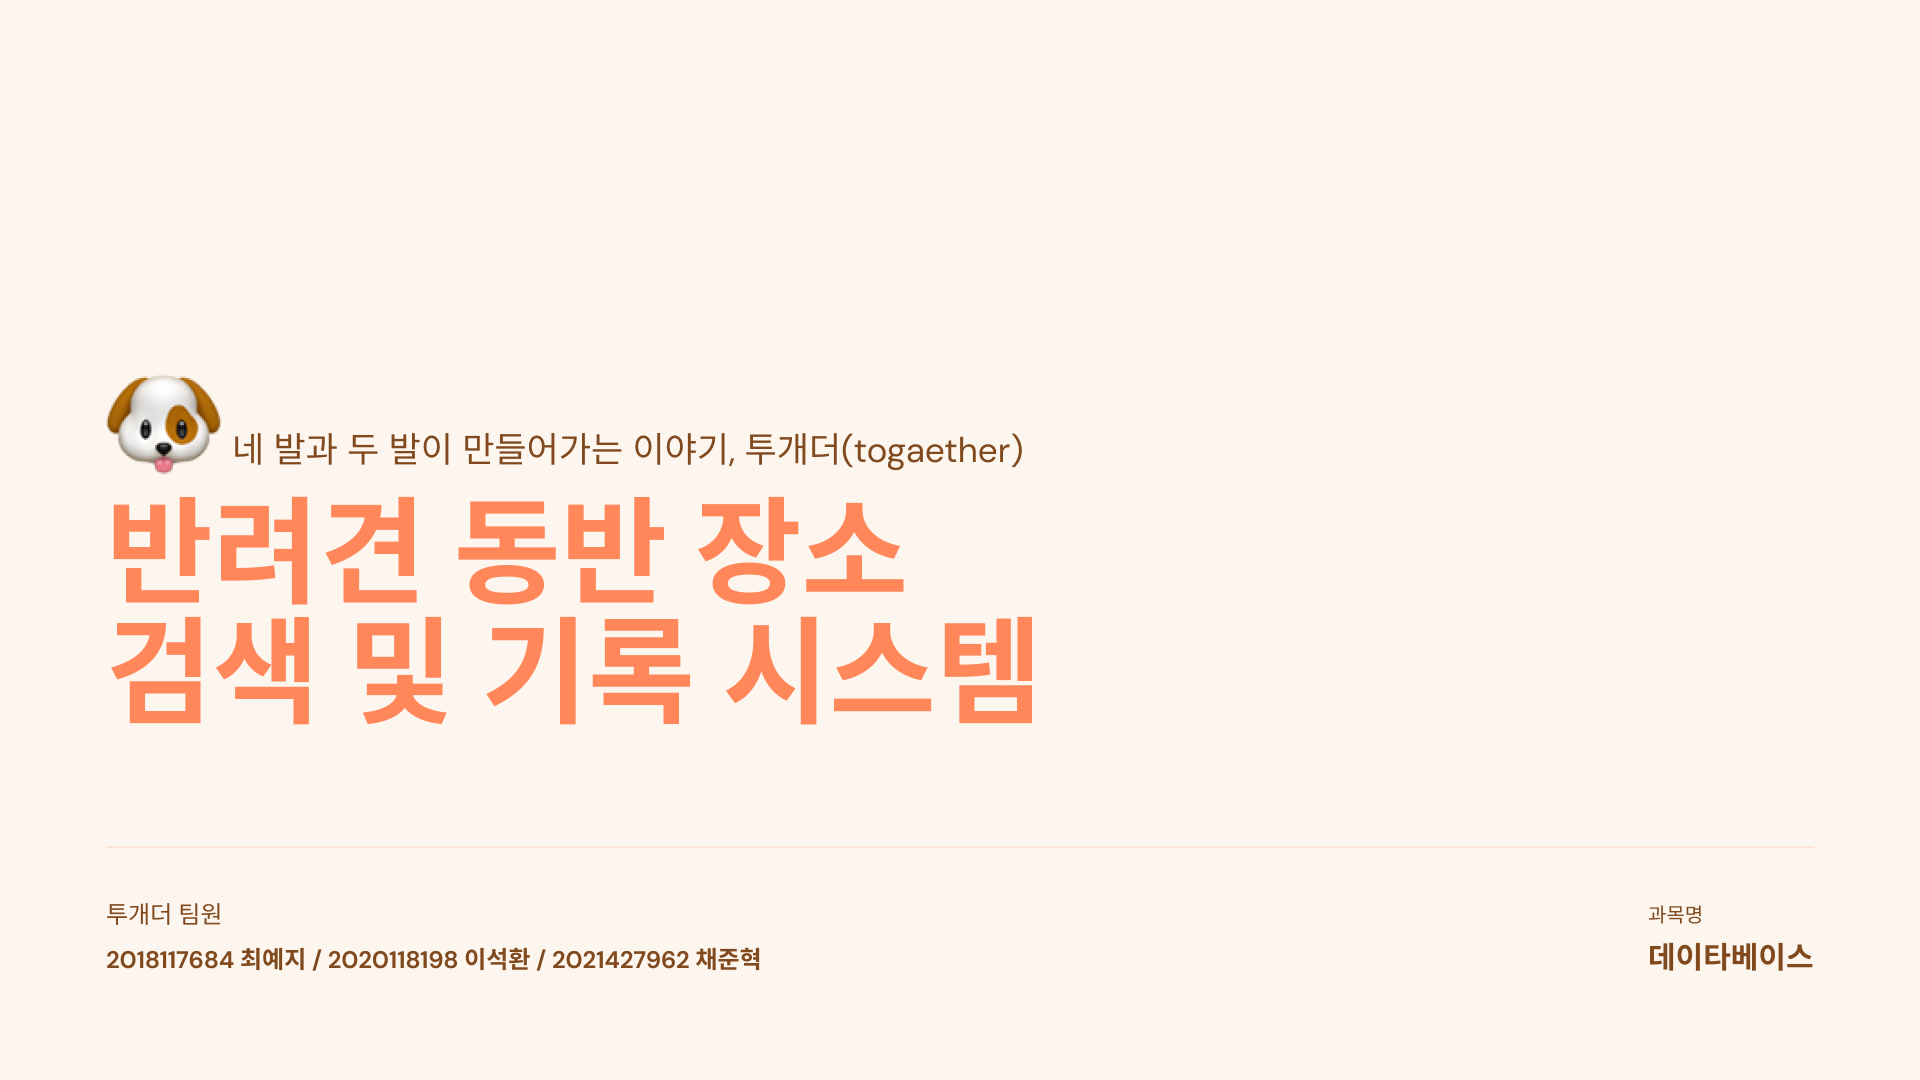 네 발과 두 발이 만들어가는 이야기, 투개더(togaether)
반려견 동반 장소
검색 및 기록 시스템
투개더 팀원
2018117684 최예지 / 2020118198 이석환 / 2021427962 채준혁
과목명
데이타베이스